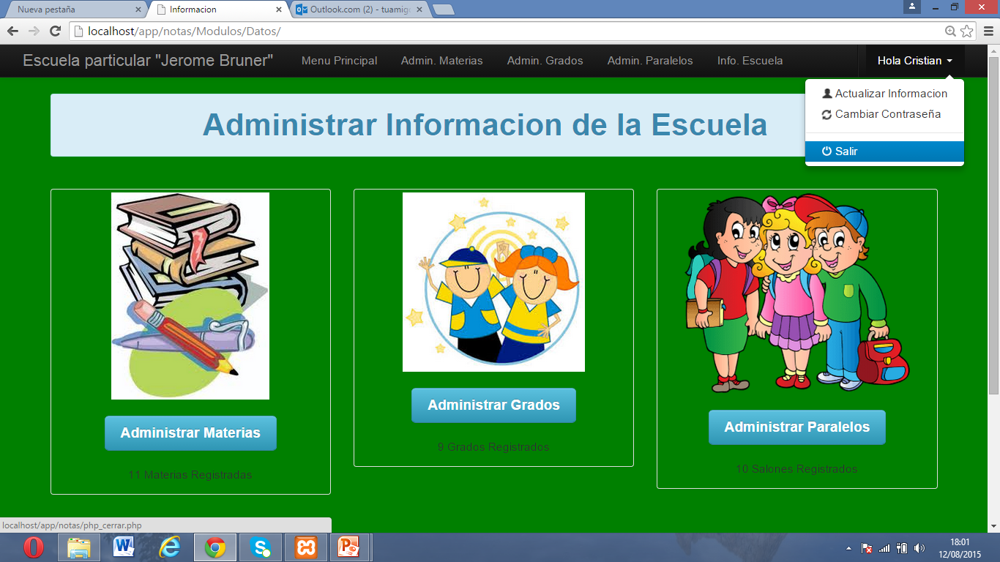 Nueva pestaña
Informacion
Outlook.com (2) - tuamigo
localhost/app/notas/Modulos/Datos/
Escuela particular "Jerome Bruner"
Menu Principal
Admin. Materias
Admin. Grados
Admin. Paralelos
Info. Escuela
Hola Cristian
Actualizar Informacion
Cambiar Contraseña
Salir
Administrar Informacion de la Escuela
Administrar Materias
11 Materias Registradas
Administrar Grados
9 Grados Registrados
Administrar Paralelos
10 Salones Registrados
localhost/app/notas/php_cerrar.php
18:01
12/08/2015